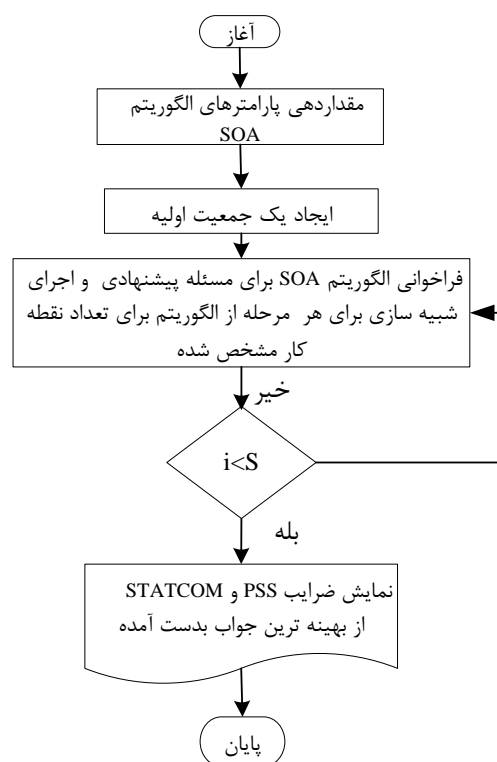 آغاز
مقداردهی پارامترهای الگوریتم
SOA
ایجاد یک جمعیت اولیه
فراخوانی الگوریتم SOA برای مسئله پیشنهادی و اجرای
شبیه سازی برای هر مرحله از الگوریتم برای تعداد نقطه
کار مشخص شده
خیر
i<S
بله
نمایش ضرایب PSS و STATCOM
از بهینه ترین جواب بدست آمده
پایان